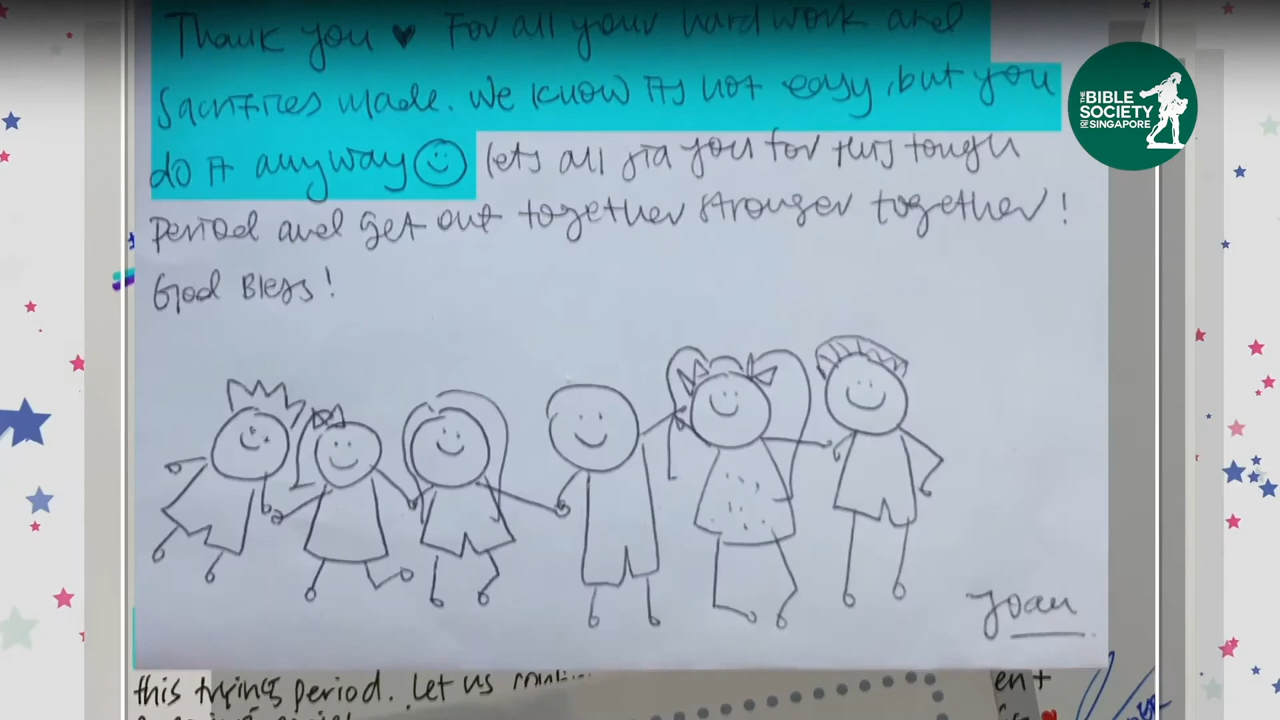 Thank you ♥ For all your hard work and
Sacrifices made. We know its not easy, but you
do it anyway☺ lets all jia you for this tough
period and get out together stronger together!
God Bless!
Joan
this trying period. Let us
en+
THE BIBLE
SOCIETY
OF SINGAPORE